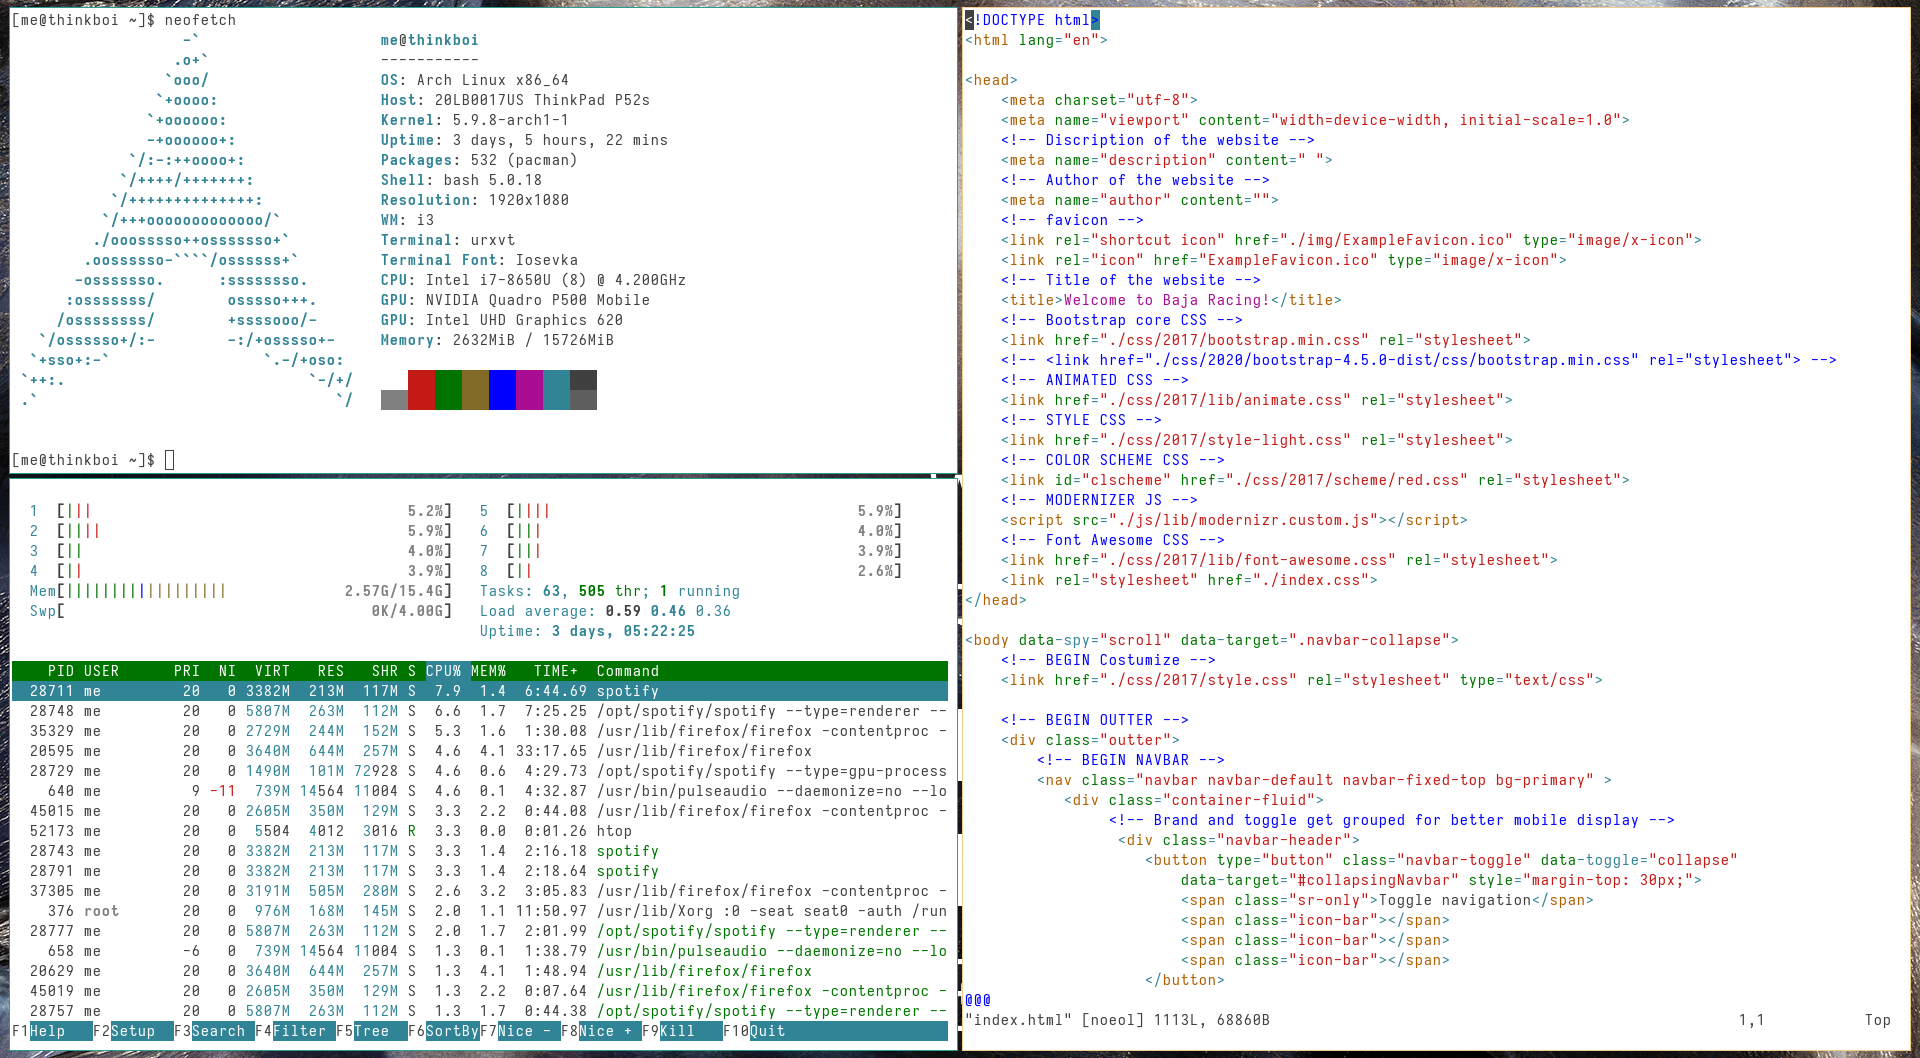 [me@thinkboi ~]$ neofetch
-`
.o+`
`ooo/
`+oooo:
`+oooooo:
-+oooooo+:
`/:-:++oooo+:
`/++++/+++++++:
`/++++++++++++++:
`/+++ooooooooooooo/`
./ooosssso++osssssso+`
.oossssso-````/ossssss+`
-osssssso.      :ssssssso.
:osssssss/        osssso+++.
/ossssssss/        +ssssooo/-
`/ossssso+/:-        -:/+osssso+-
`+sso+:-`                 `.-/+oso:
`++:.                           `-/+/
.`                                 `/
me@thinkboi
-----------
OS: Arch Linux x86_64
Host: 20LB0017US ThinkPad P52s
Kernel: 5.9.8-arch1-1
Uptime: 3 days, 5 hours, 22 mins
Packages: 532 (pacman)
Shell: bash 5.0.18
Resolution: 1920x1080
WM: i3
Terminal: urxvt
Terminal Font: Iosevka
CPU: Intel i7-8650U (8) @ 4.200GHz
GPU: NVIDIA Quadro P500 Mobile
GPU: Intel UHD Graphics 620
Memory: 2632MiB / 15726MiB
[me@thinkboi ~]$
1  [|||                                   5.2%]   5  [||||                                  5.9%]
2  [||||                                  5.9%]   6  [|||                                   4.0%]
3  [||                                    4.0%]   7  [|||                                   3.9%]
4  [||                                    3.9%]   8  [||                                    2.6%]
Mem[||||||||||||||||||             2.57G/15.4G]   Tasks: 63, 505 thr; 1 running
Swp[                                  0K/4.00G]   Load average: 0.59 0.46 0.36
Uptime: 3 days, 05:22:25
PID USER      PRI  NI  VIRT   RES   SHR S CPU% MEM%   TIME+  Command
28711 me         20   0 3382M  213M  117M S  7.9  1.4  6:44.69 spotify
28748 me         20   0 5807M  263M  112M S  6.6  1.7  7:25.25 /opt/spotify/spotify --type=renderer --
35329 me         20   0 2729M  244M  152M S  5.3  1.6  1:30.08 /usr/lib/firefox/firefox -contentproc -
20595 me         20   0 3640M  644M  257M S  4.6  4.1 33:17.65 /usr/lib/firefox/firefox
28729 me         20   0 1490M  101M 72928 S  4.6  0.6  4:29.73 /opt/spotify/spotify --type=gpu-process
640 me          9 -11  739M 14564 11004 S  4.6  0.1  4:32.87 /usr/bin/pulseaudio --daemonize=no --lo
45015 me         20   0 2605M  350M  129M S  3.3  2.2  0:44.08 /usr/lib/firefox/firefox -contentproc -
52173 me         20   0  5504  4012  3016 R  3.3  0.0  0:01.26 htop
28743 me         20   0 3382M  213M  117M S  3.3  1.4  2:16.18 spotify
28791 me         20   0 3382M  213M  117M S  3.3  1.4  2:18.64 spotify
37305 me         20   0 3191M  505M  280M S  2.6  3.2  3:05.83 /usr/lib/firefox/firefox -contentproc -
376 root       20   0  976M  168M  145M S  2.0  1.1 11:50.97 /usr/lib/Xorg :0 -seat seat0 -auth /run
28777 me         20   0 5807M  263M  112M S  2.0  1.7  2:01.99 /opt/spotify/spotify --type=renderer --
658 me         -6   0  739M 14564 11004 S  1.3  0.1  1:38.79 /usr/bin/pulseaudio --daemonize=no --lo
20629 me         20   0 3640M  644M  257M S  1.3  4.1  1:48.94 /usr/lib/firefox/firefox
45019 me         20   0 2605M  350M  129M S  1.3  2.2  0:07.64 /usr/lib/firefox/firefox -contentproc -
28757 me         20   0 5807M  263M  112M S  1.3  1.7  0:44.38 /opt/spotify/spotify --type=renderer --
F1Help   F2Setup  F3Search F4Filter F5Tree  F6SortByF7Nice - F8Nice + F9Kill   F10Quit
<!DOCTYPE html>
<html lang="en">
<head>
    <meta charset="utf-8">
    <meta name="viewport" content="width=device-width, initial-scale=1.0">
    <!-- Discription of the website -->
    <meta name="description" content=" ">
    <!-- Author of the website -->
    <meta name="author" content="">
    <!-- favicon -->
    <link rel="shortcut icon" href="./img/ExampleFavicon.ico" type="image/x-icon">
    <link rel="icon" href="ExampleFavicon.ico" type="image/x-icon">
    <!-- Title of the website -->
    <title>Welcome to Baja Racing!</title>
    <!-- Bootstrap core CSS -->
    <link href="./css/2017/bootstrap.min.css" rel="stylesheet">
    <!-- <link href="./css/2020/bootstrap-4.5.0-dist/css/bootstrap.min.css" rel="stylesheet"> -->
    <!-- ANIMATED CSS -->
    <link href="./css/2017/lib/animate.css" rel="stylesheet">
    <!-- STYLE CSS -->
    <link href="./css/2017/style-light.css" rel="stylesheet">
    <!-- COLOR SCHEME CSS -->
    <link id="clscheme" href="./css/2017/scheme/red.css" rel="stylesheet">
    <!-- MODERNIZER JS -->
    <script src="./js/lib/modernizr.custom.js"></script>
    <!-- Font Awesome CSS -->
    <link href="./css/2017/lib/font-awesome.css" rel="stylesheet">
    <link rel="stylesheet" href="./index.css">
</head>
<body data-spy="scroll" data-target=".navbar-collapse">
    <!-- BEGIN Costumize -->
    <link href="./css/2017/style.css" rel="stylesheet" type="text/css">
    <!-- BEGIN OUTTER -->
    <div class="outter">
        <!-- BEGIN NAVBAR -->
        <nav class="navbar navbar-default navbar-fixed-top bg-primary" >
           <div class="container-fluid">
                <!-- Brand and toggle get grouped for better mobile display -->
                 <div class="navbar-header">
                    <button type="button" class="navbar-toggle" data-toggle="collapse"
                        data-target="#collapsingNavbar" style="margin-top: 30px;">
                        <span class="sr-only">Toggle navigation</span>
                        <span class="icon-bar"></span>
                        <span class="icon-bar"></span>
                        <span class="icon-bar"></span>
                    </button>
@@@
"index.html" [noeol] 1113L, 68860B                                                    1,1           Top